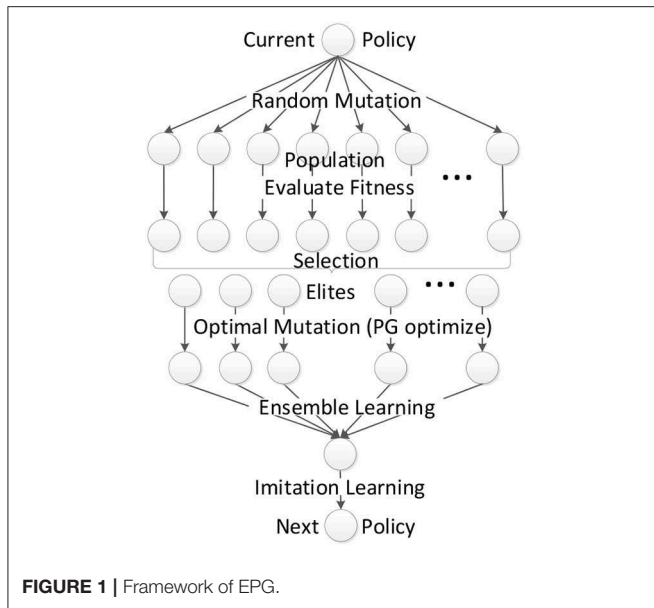 Current Policy
Random Mutation
Population
...
Evaluate Fitness
Selection
Elites ...
Optimal Mutation (PG optimize)
Ensemble Learning
Imitation Learning
Next Policy
FIGURE 1 | Framework of EPG.